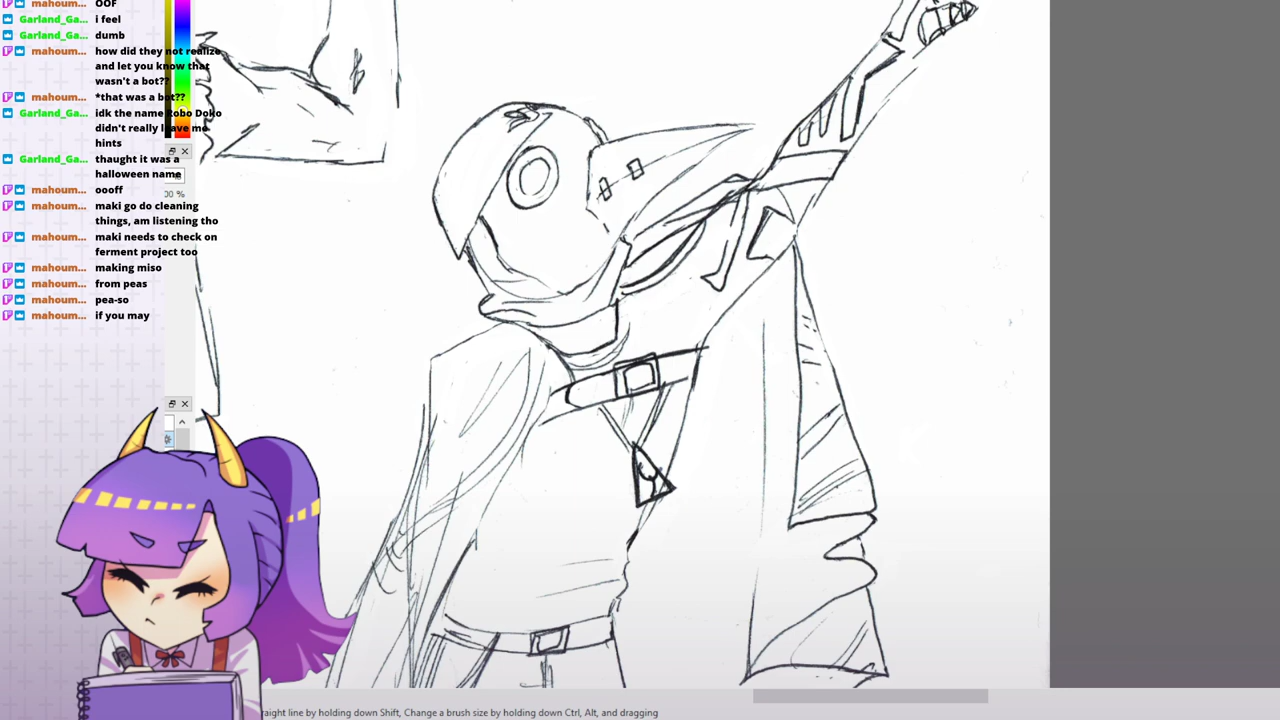 mahoum... OOF
Garland_Ga... i feel
Garland_Ga... dumb
mahoum... how did they not realize
and let you know that
wasn't a bot??
mahoum... *that was a bot??
Garland_Ga... idk the name Robo Doko
didn't really leave me
hints
Garland_Ga... thaught it was a
halloween name
mahoum... oooff
mahoum... maki go do cleaning
things, am listening tho
mahoum... maki needs to check on
ferment project too
mahoum... making miso
mahoum... from peas
mahoum... pea-so
mahoum... if you may
00 %
raight line by holding down Shift, Change a brush size by holding down Ctrl, Alt, and dragging